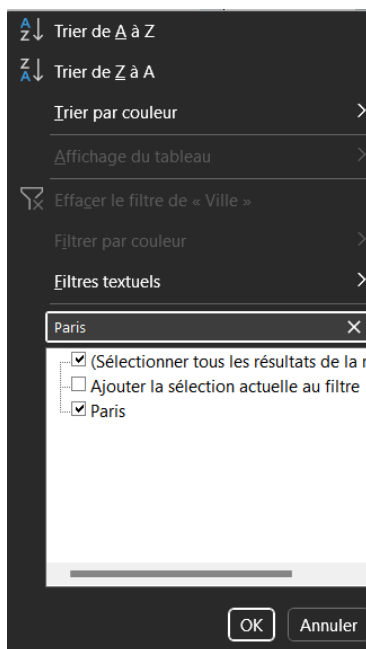 Trier de A à Z
Trier de Z à A
Trier par couleur
Affichage du tableau
Effacer le filtre de « Ville »
Filtrer par couleur
Filtres textuels
Paris
(Sélectionner tous les résultats de la
Ajouter la sélection actuelle au filtre
Paris
OK Annuler